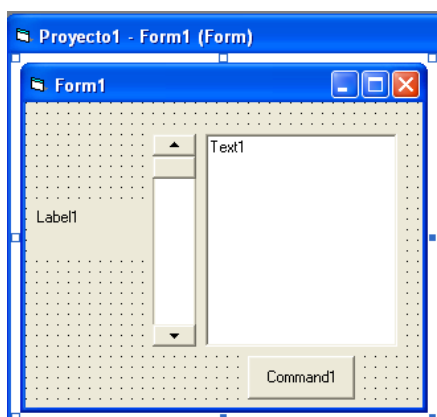 Proyecto1 - Form1 (Form)
Form1
Text1
Label1
Command1